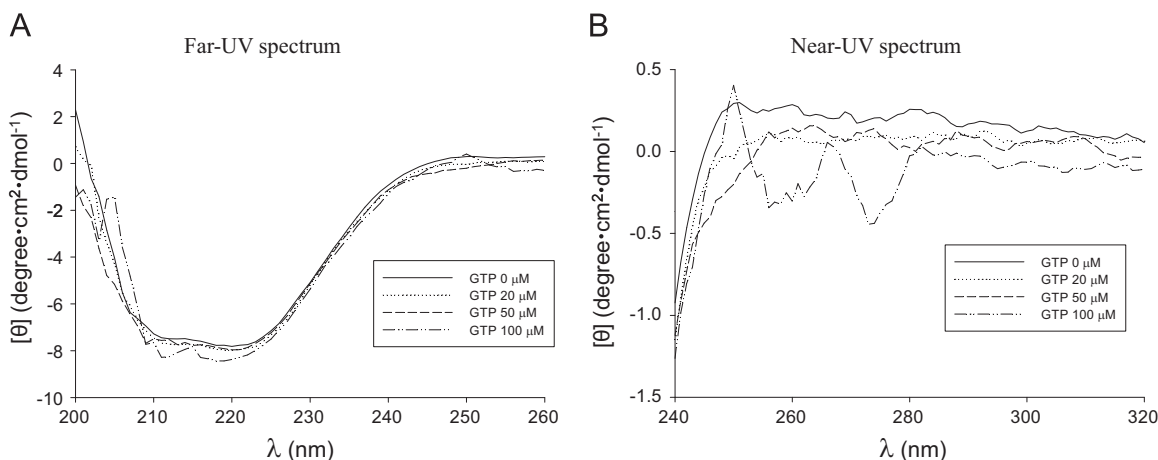 A
Far-UV spectrum
[θ] (degree•cm²•dmol⁻¹)
4
2
0
-2
-4
-6
-8
-10
200
210
220
230
240
250
260
λ (nm)
GTP 0 µM
GTP 20 µM
GTP 50 µM
GTP 100 µM
B
Near-UV spectrum
[θ] (degree•cm²•dmol⁻¹)
0.5
0.0
-0.5
-1.0
-1.5
240
260
280
300
320
λ (nm)
GTP 0 µM
GTP 20 µM
GTP 50 µM
GTP 100 µM